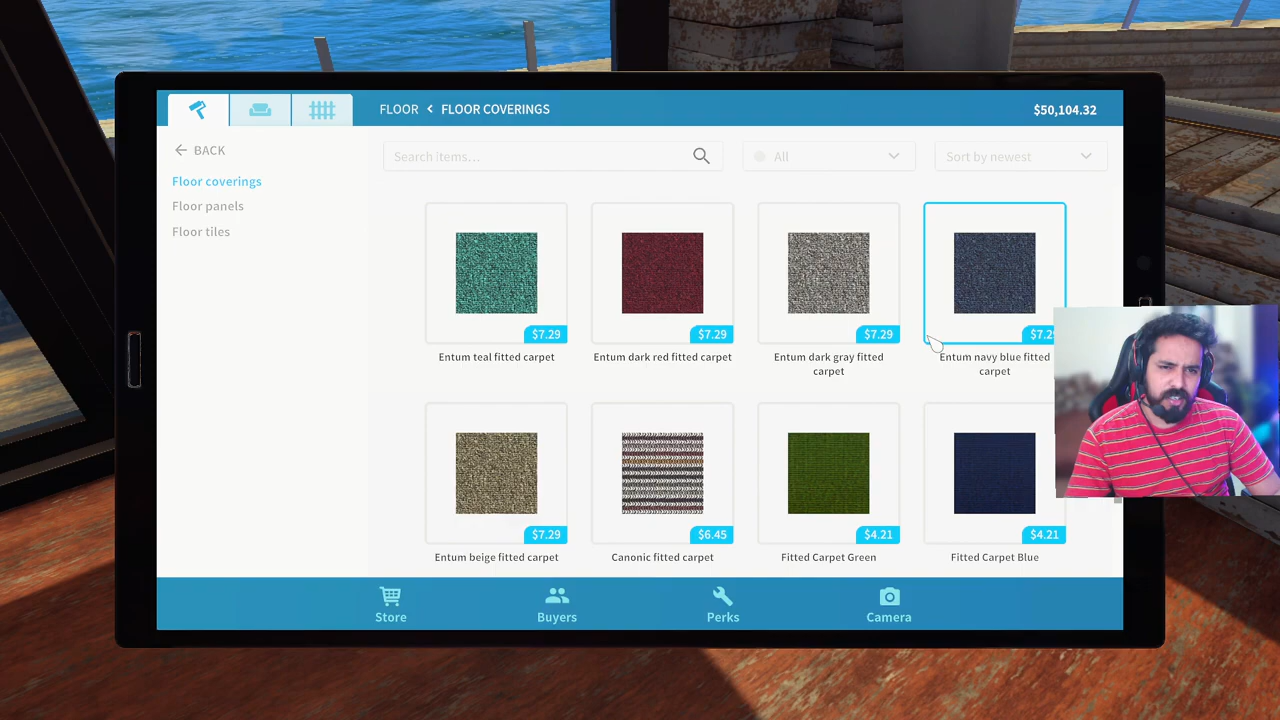 FLOOR < FLOOR COVERINGS
$50,104.32
BACK
Search items...
All
Sort by newest
Floor coverings
Floor panels
Floor tiles
$7.29
$7.29
$7.29
$7.29
Entum teal fitted carpet
Entum dark red fitted carpet
Entum dark gray fitted
carpet
Entum navy blue fitted
carpet
$7.29
$6.45
$4.21
$4.21
Entum beige fitted carpet
Canonic fitted carpet
Fitted Carpet Green
Fitted Carpet Blue
Store
Buyers
Perks
Camera